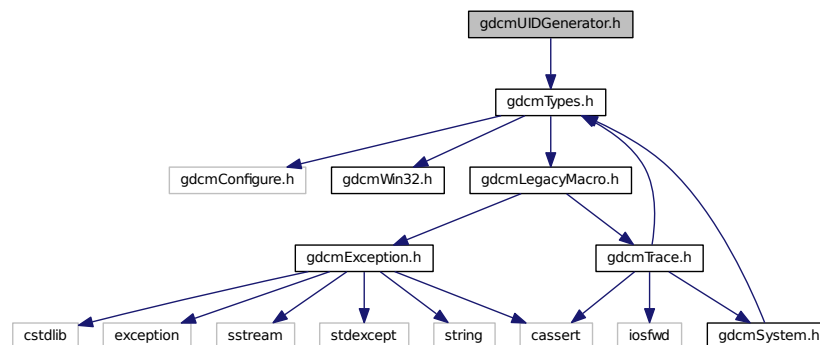 gdcmUIDGenerator.h
gdcmTypes.h
gdcmConfigure.h
gdcmWin32.h
gdcmLegacyMacro.h
gdcmException.h
gdcmTrace.h
cstdlib
exception
sstream
stdexcept
string
cassert
iosfwd
gdcmSystem.h